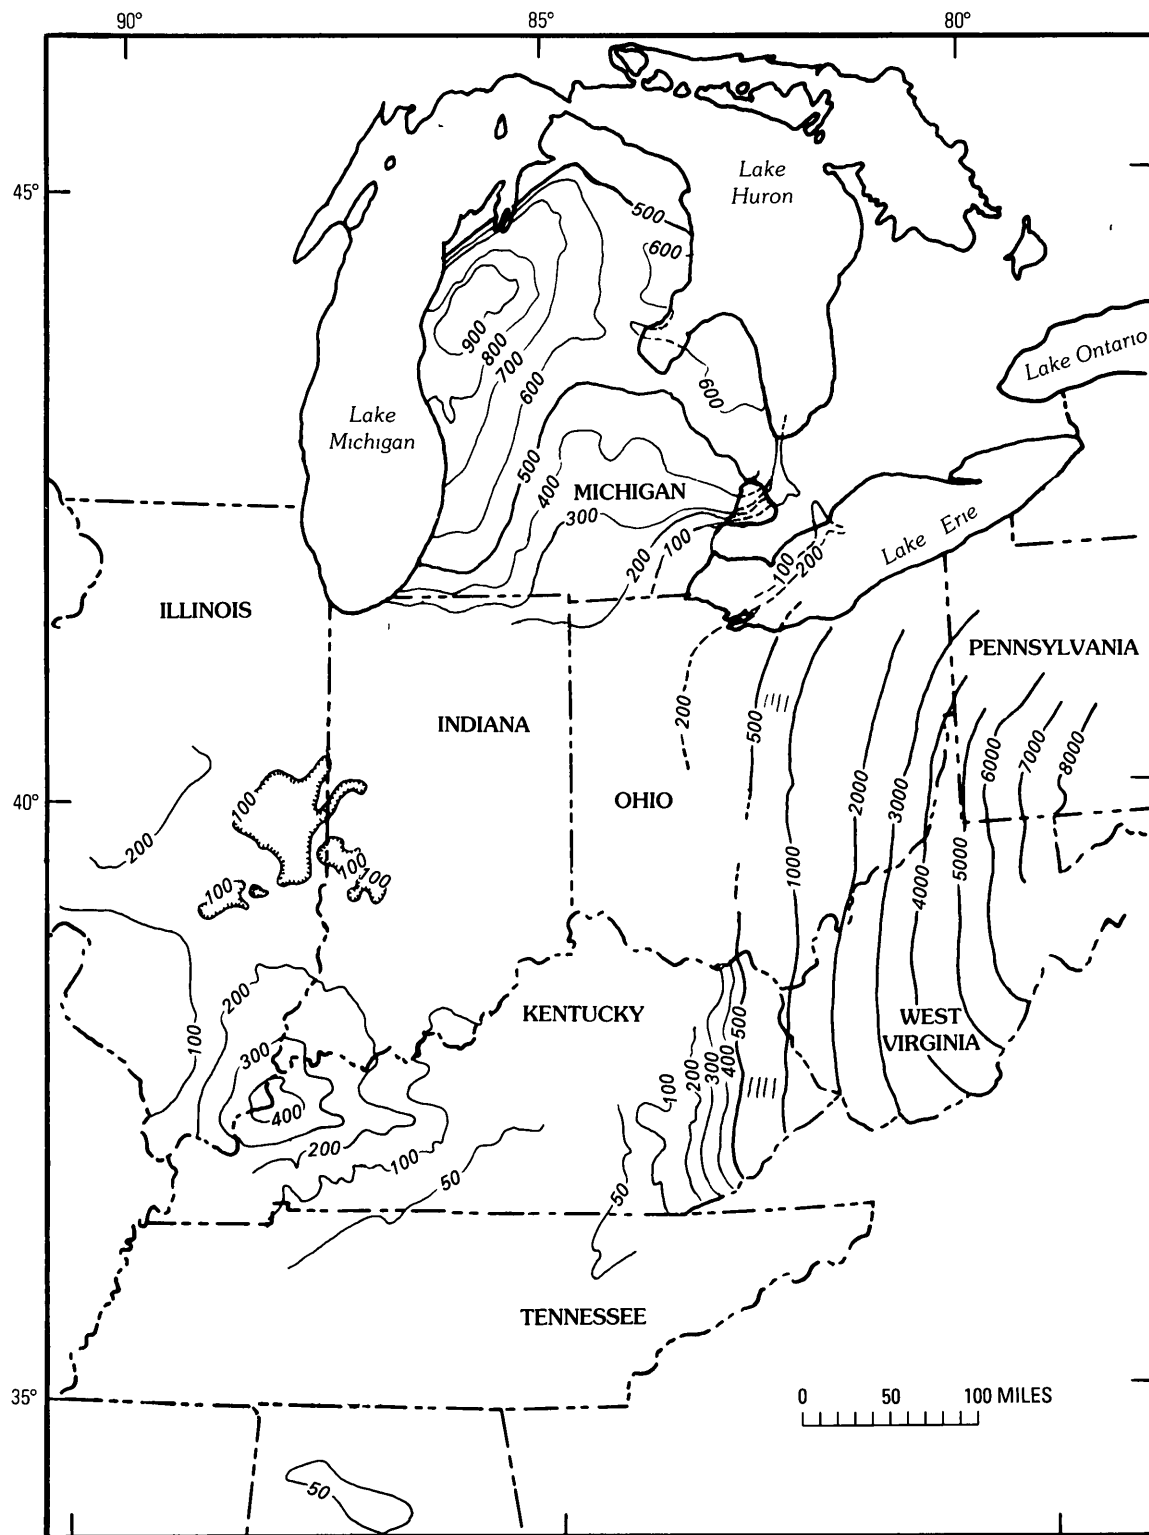 90° 85° 80°
45°
Lake
Huron
500
600
900
800
700
600
600
Lake Ontario
Lake
Michigan
500
400
MICHIGAN
300
200
100
100
200
Lake Erie
ILLINOIS
PENNSYLVANIA
INDIANA
200
500
6000
7000
8000
40°
OHIO
2000
3000
100
200
100
100
100
1000
4000
5000
200
100
KENTUCKY
500
WEST
VIRGINIA
300
400
100
200
300
400
200
100
50
50
TENNESSEE
35°
0 50 100 MILES
50